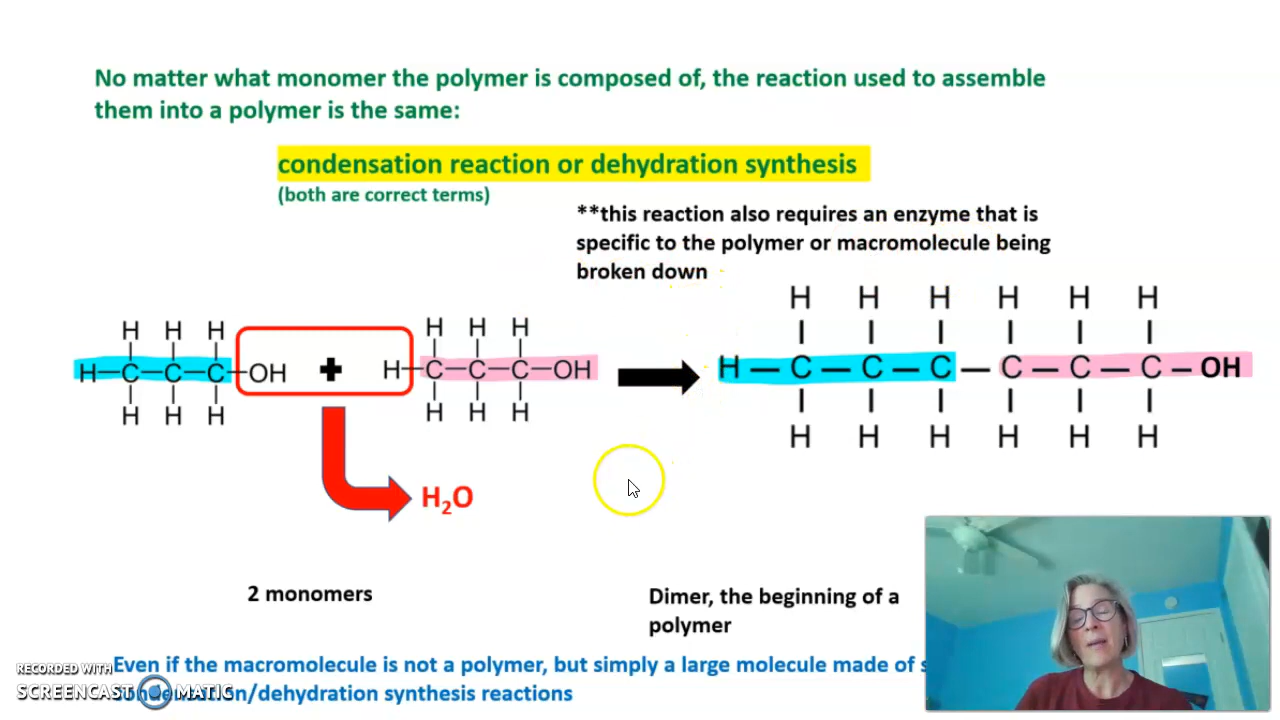 No matter what monomer the polymer is composed of, the reaction used to assemble
them into a polymer is the same:
condensation reaction or dehydration synthesis
(both are correct terms)
**this reaction also requires an enzyme that is
specific to the polymer or macromolecule being
broken down
H H H
H—C—C—C—OH
H H H
+
H H H
H—C—C—C—OH
H H H
H H H H H H
H — C — C — C — C — C — C — OH
H H H H H H
H₂O
2 monomers
Dimer, the beginning of a
polymer
Even if the macromolecule is not a polymer, but simply a large molecule made of
condensation/dehydration synthesis reactions
RECORDED WITH
SCREENCAST MATIC